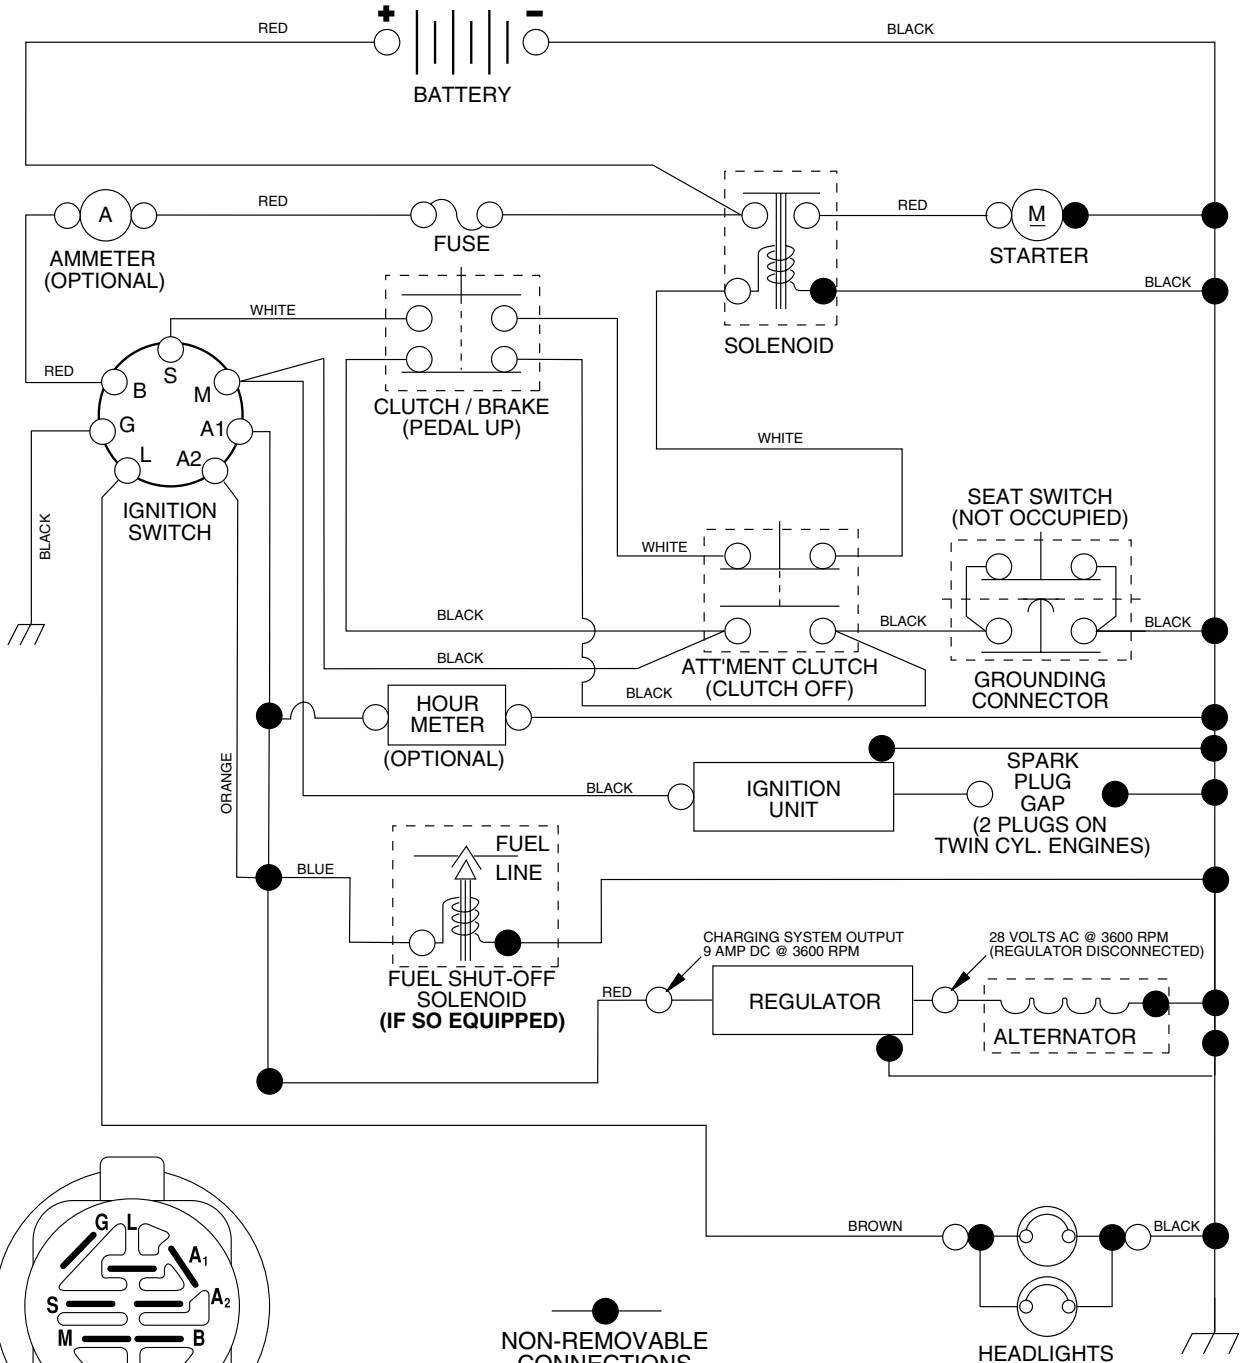 + -
RED
BLACK
BATTERY
A
RED
FUSE
RED
M
STARTER
AMMETER
(OPTIONAL)
BLACK
SOLENOID
WHITE
RED
B
S
M
G
A1
L
A2
CLUTCH / BRAKE
(PEDAL UP)
IGNITION
SWITCH
BLACK
WHITE
SEAT SWITCH
(NOT OCCUPIED)
WHITE
BLACK
BLACK
BLACK
BLACK
ATT'MENT CLUTCH
(CLUTCH OFF)
GROUNDING
CONNECTOR
BLACK
HOUR
METER
(OPTIONAL)
ORANGE
BLACK
IGNITION
UNIT
SPARK
PLUG
GAP
(2 PLUGS ON
TWIN CYL. ENGINES)
BLUE
FUEL
LINE
FUEL SHUT-OFF
SOLENOID
(IF SO EQUIPPED)
CHARGING SYSTEM OUTPUT
9 AMP DC @ 3600 RPM
28 VOLTS AC @ 3600 RPM
(REGULATOR DISCONNECTED)
RED
REGULATOR
ALTERNATOR
BROWN
BLACK
HEADLIGHTS
G L
A1
A2
S
M
B
NON-REMOVABLE
CONNECTIONS